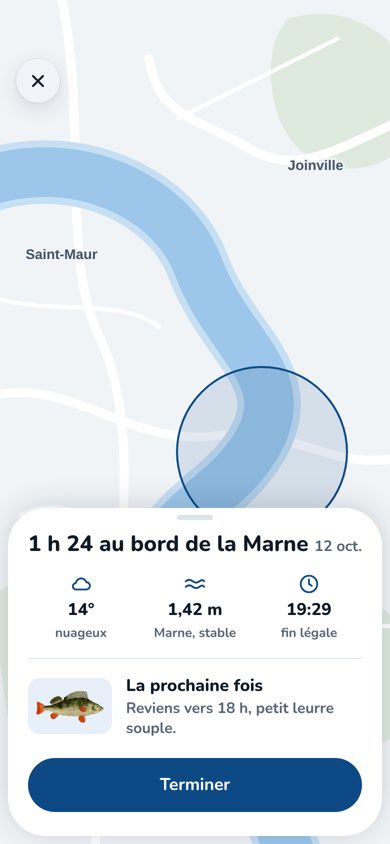 Joinville
Saint-Maur
1 h 24 au bord de la Marne 12 oct.
14° 1,42 m 19:29
nuageux Marne, stable fin légale
La prochaine fois
Reviens vers 18 h, petit leurre
souple.
Terminer